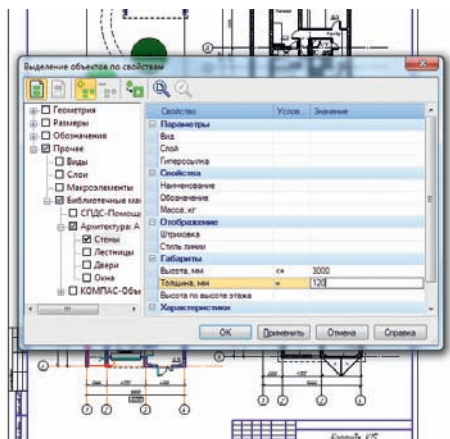 Выделение объектов по свойствам
Геометрия
Размеры
Обозначения
Прочее
Виды
Слои
Макроэлементы
Библиотечные мак
СПДС-Помощн
Архитектура: А
Стены
Лестницы
Двери
Окна
КОМПАС-Объ
Свойство Услов... Значение
Параметры
Вид
Слой
Гиперссылка
Свойства
Наименование
Обозначение
Масса, кг
Отображение
Штриховка
Стиль линии
Габариты
Высота, мм <= 3000
Толщина, мм = 120
Высота по высоте этажа
Характеристики
ОК Применить Отмена Справка